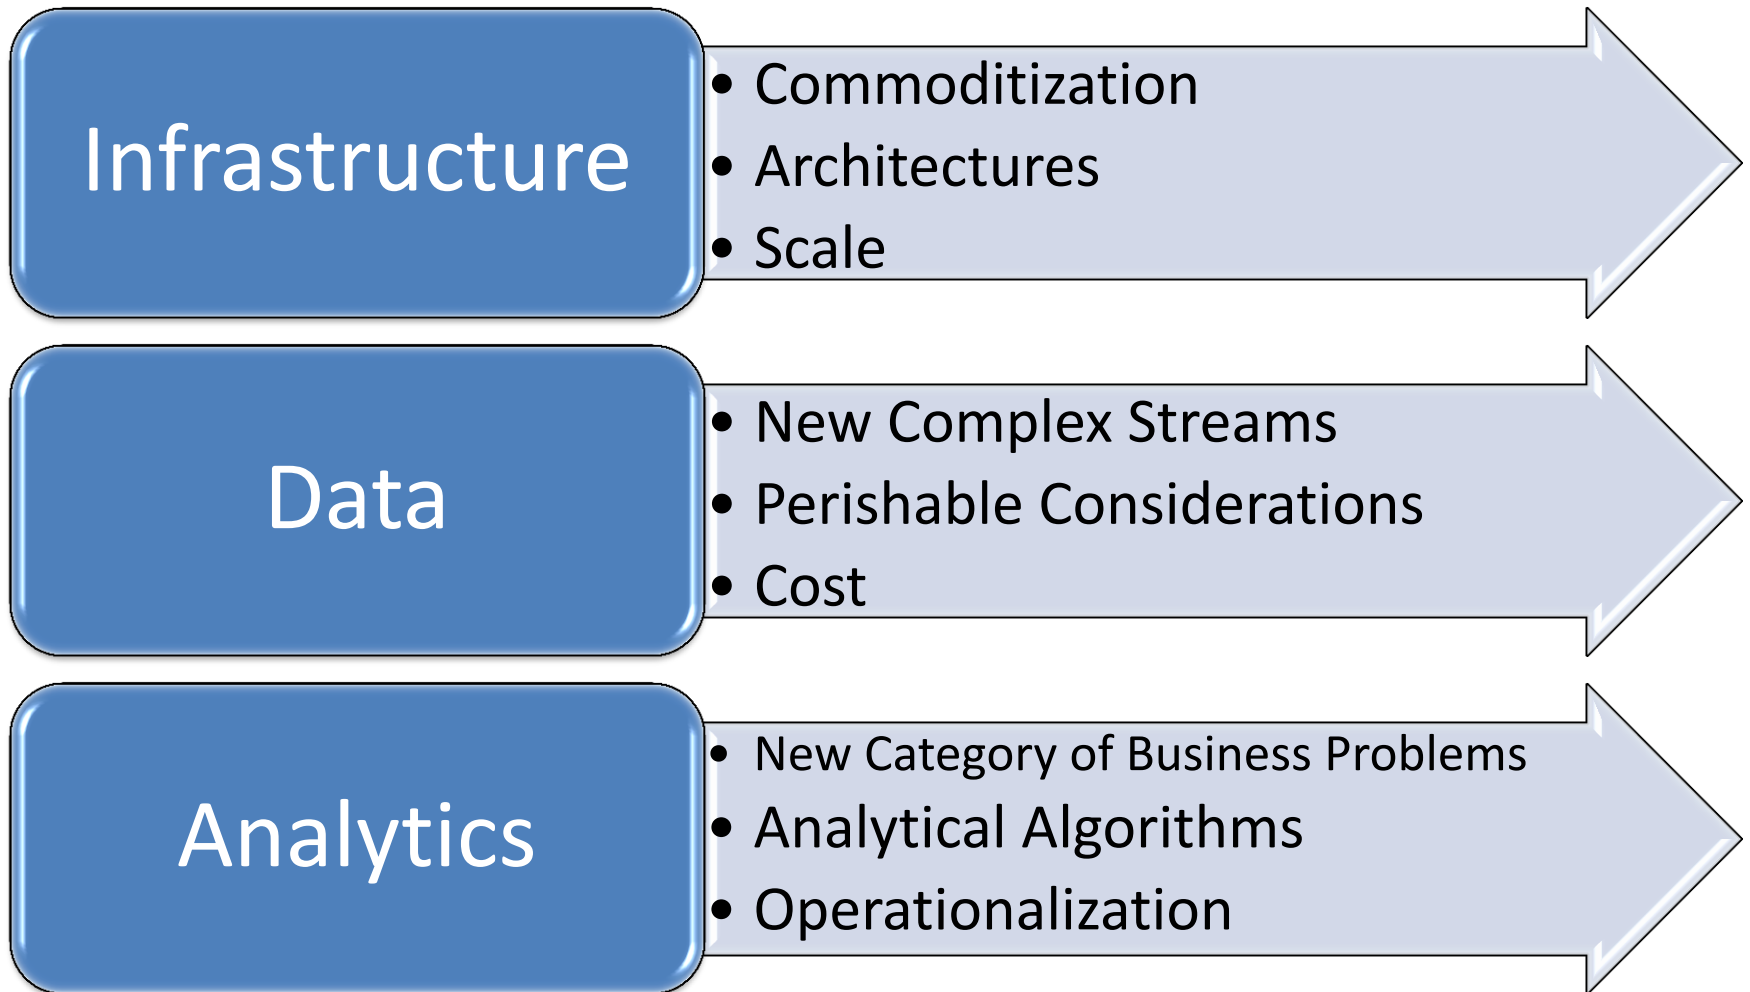 Infrastructure
• Commoditization
• Architectures
• Scale
Data
• New Complex Streams
• Perishable Considerations
• Cost
Analytics
• New Category of Business Problems
• Analytical Algorithms
• Operationalization